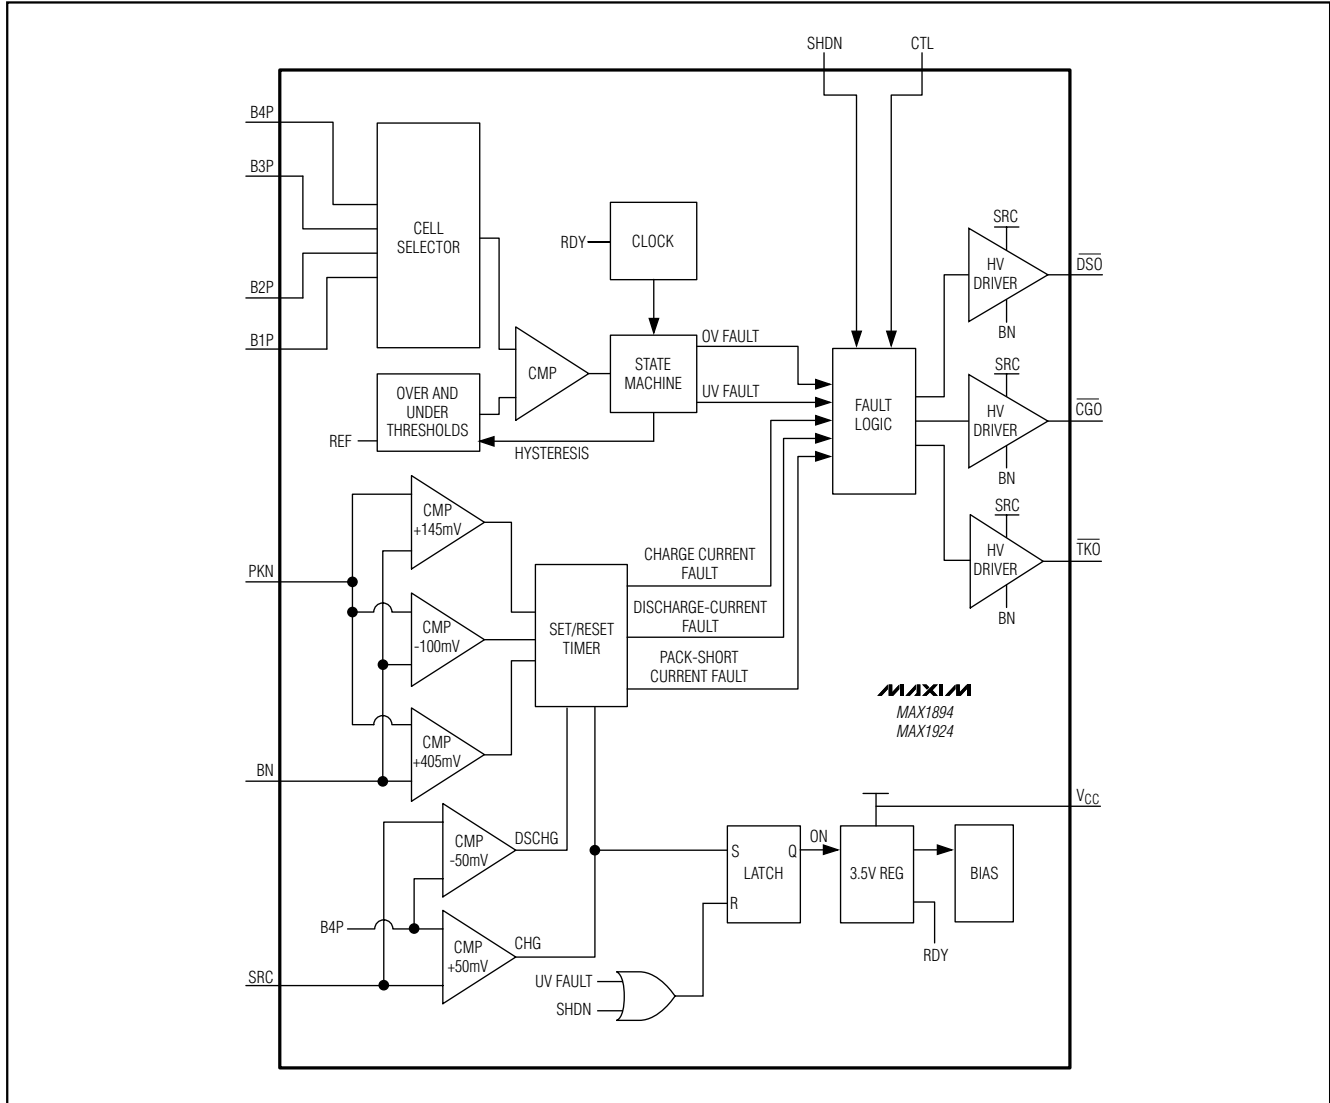 SHDN
CTL
B4P
B3P
B2P
B1P
CELL
SELECTOR
RDY
CLOCK
CMP
STATE
MACHINE
OV FAULT
UV FAULT
OVER AND
UNDER
THRESHOLDS
REF
HYSTERESIS
FAULT
LOGIC
SRC
HV
DRIVER
BN
DSO
SRC
HV
DRIVER
BN
CGO
SRC
HV
DRIVER
BN
TKO
PKN
BN
CMP
+145mV
CMP
-100mV
CMP
+405mV
SET/RESET
TIMER
CHARGE CURRENT
FAULT
DISCHARGE-CURRENT
FAULT
PACK-SHORT
CURRENT FAULT
MAXIM
MAX1894
MAX1924
VCC
CMP
-50mV
DSCHG
B4P
CMP
+50mV
CHG
SRC
S
Q
LATCH
R
ON
3.5V REG
BIAS
RDY
UV FAULT
SHDN